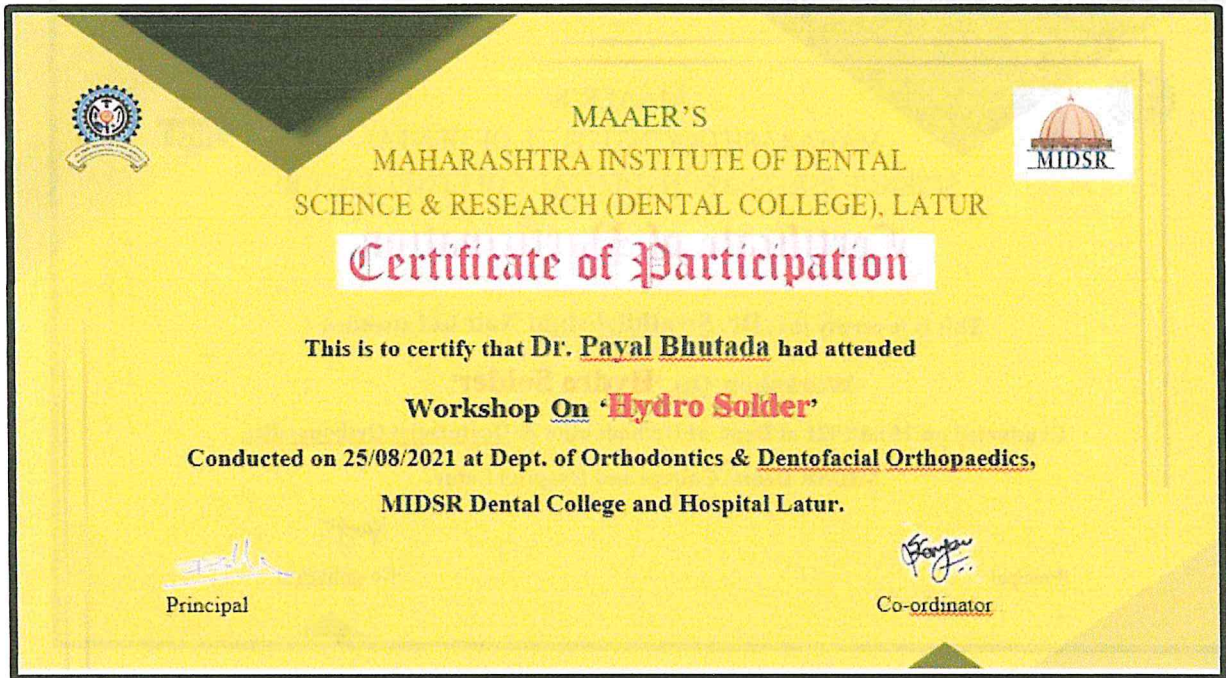 MAAER'S
MAHARASHTRA INSTITUTE OF DENTAL
SCIENCE & RESEARCH (DENTAL COLLEGE), LATUR
MIDSR
Certificate of Participation
This is to certify that Dr. Payal Bhutada had attended
Workshop On ‘Hydro Solder’
Conducted on 25/08/2021 at Dept. of Orthodontics & Dentofacial Orthopaedics,
MIDSR Dental College and Hospital Latur.
Principal
Co-ordinator